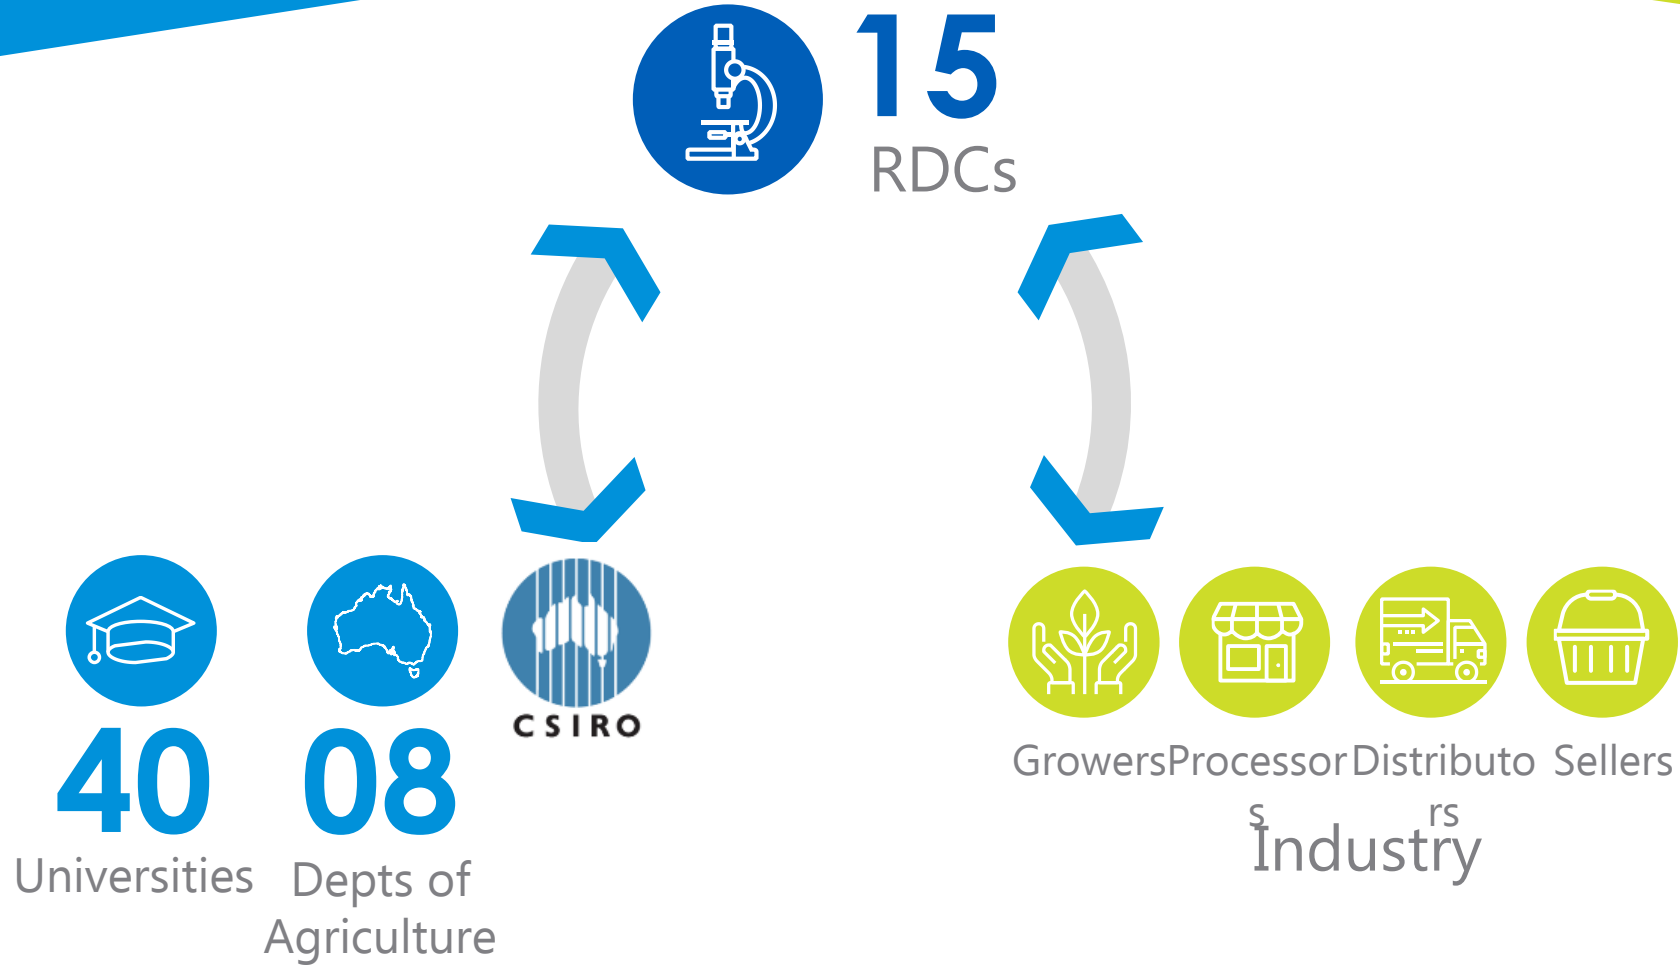 15
RDCs
CSIRO
40
Universities
08
Depts of
Agriculture
Growers
Processor
s
Distributo
rs
Sellers
Industry